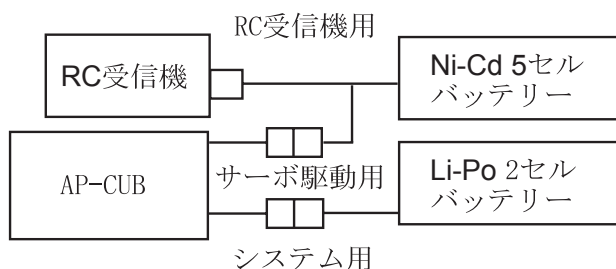 RC受信機用
RC受信機
Ni-Cd 5セル
バッテリー
AP-CUB
サーボ駆動用
Li-Po 2セル
バッテリー
システム用